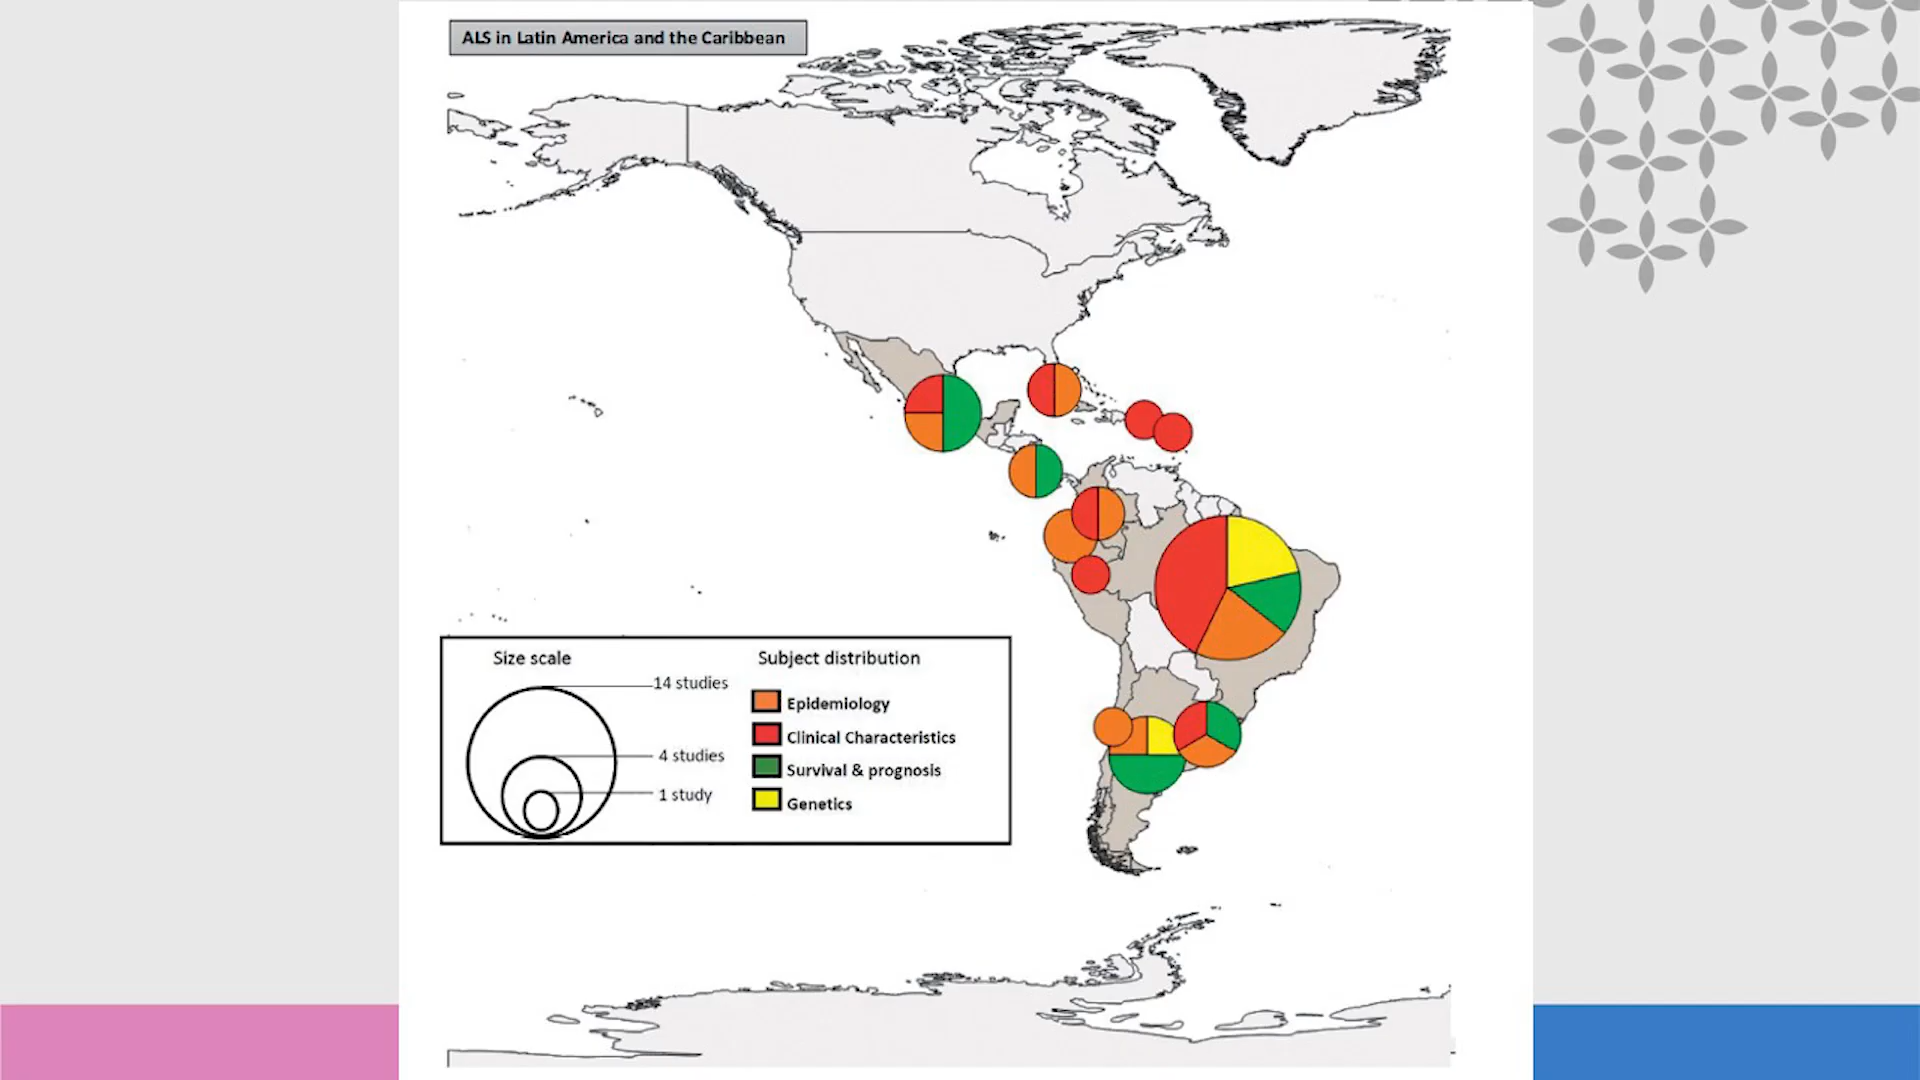 ALS in Latin America and the Caribbean
Size scale
14 studies
4 studies
1 study
Subject distribution
Epidemiology
Clinical Characteristics
Survival & prognosis
Genetics